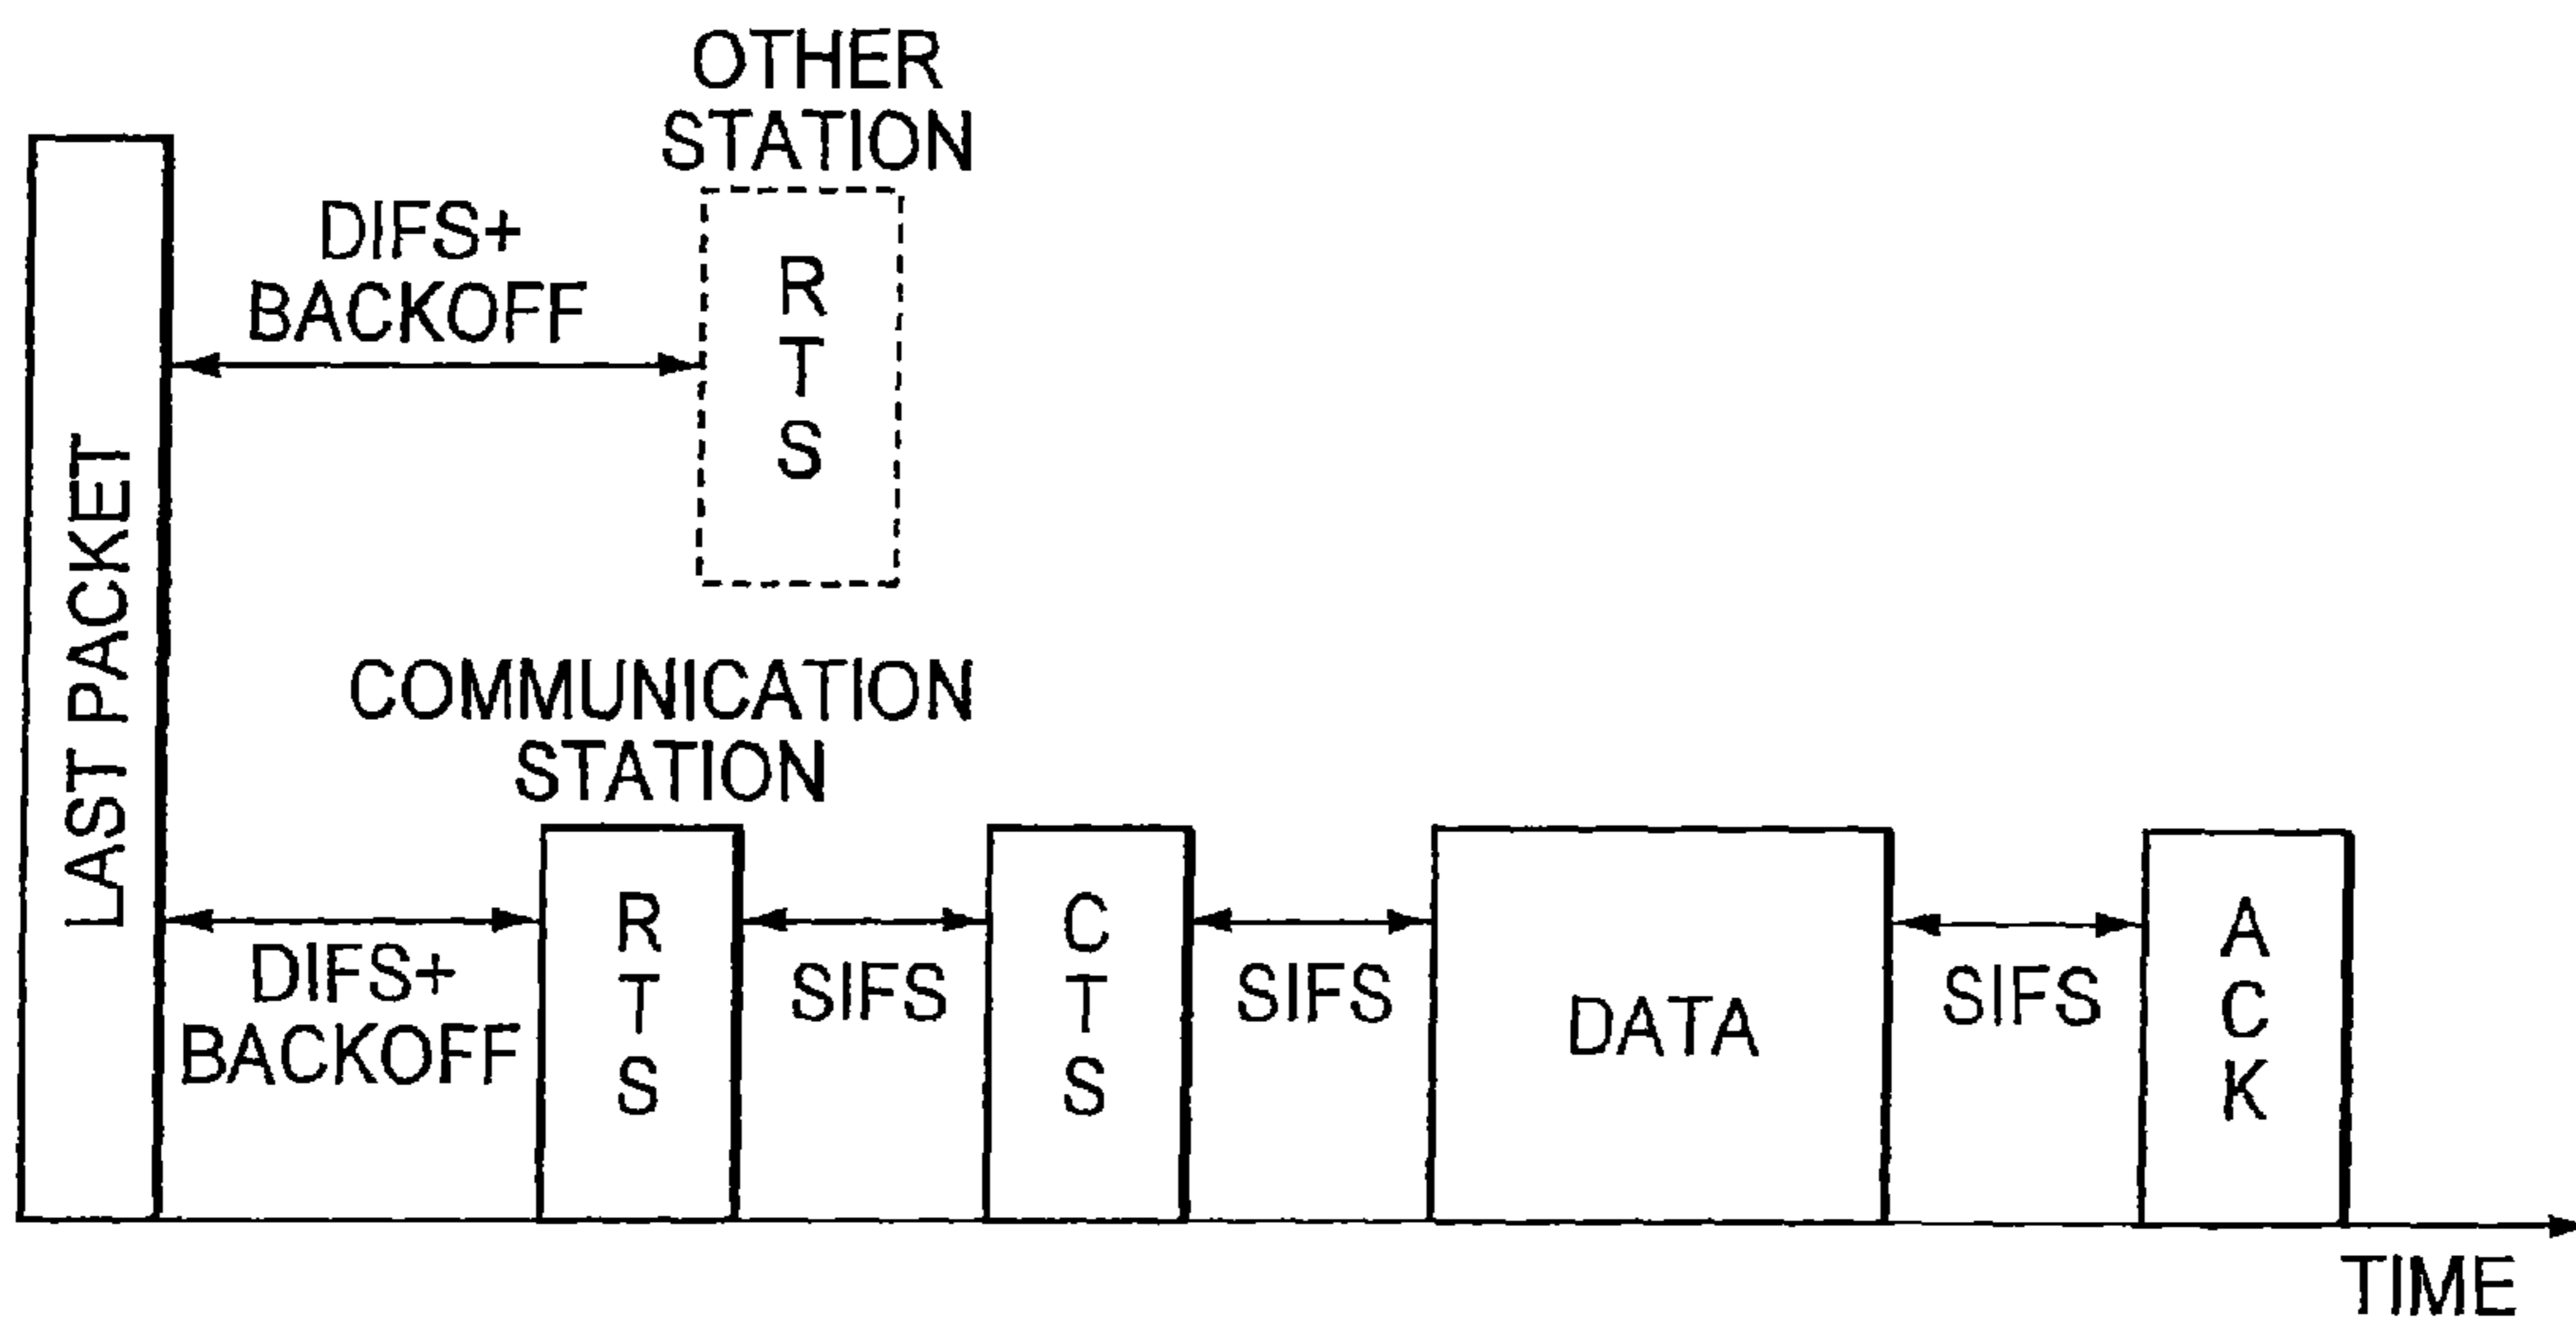 OTHER
STATION
DIFS+
BACKOFF
RTS
LAST PACKET
COMMUNICATION
STATION
DIFS+
BACKOFF
RTS
SIFS
CTS
SIFS
DATA
SIFS
ACK
TIME